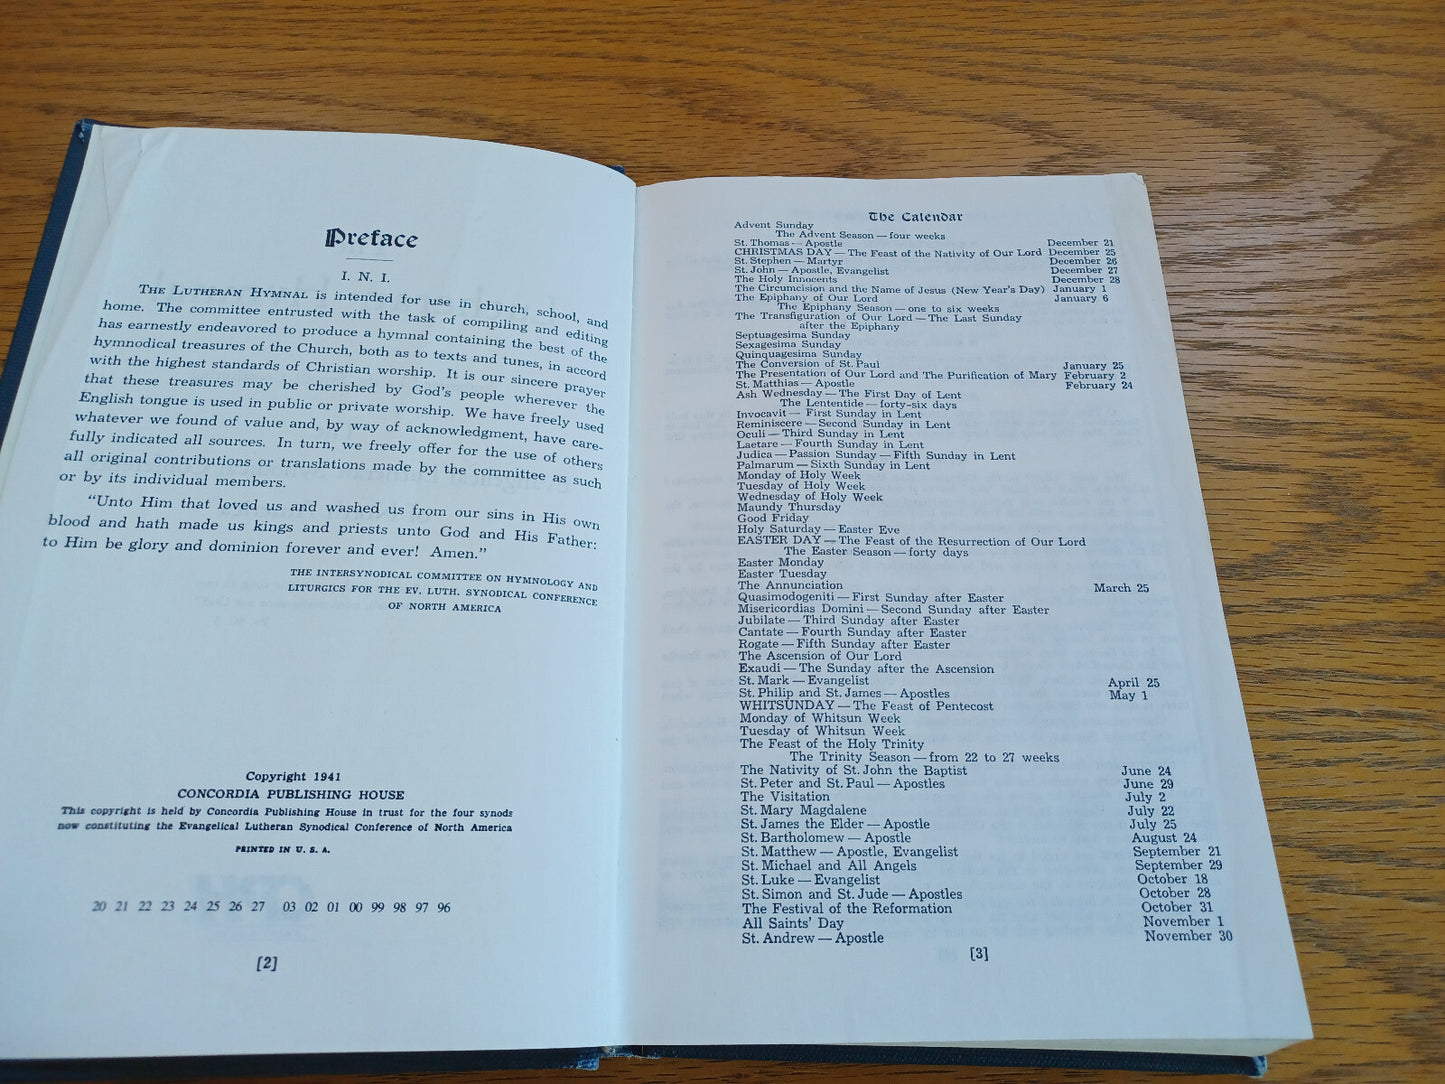 Preface
I. N. I.
THE LUTHERAN HYMNAL is intended for use in church, school, and
home. The committee entrusted with the task of compiling and editing
has earnestly endeavored to produce a hymnal containing the best of the
hymnodical treasures of the Church, both as to texts and tunes, in accord
with the highest standards of Christian worship. It is our sincere prayer
that these treasures may be cherished by God's people wherever the
English tongue is used in public or private worship. We have freely used
whatever we found of value and, by way of acknowledgment, have care-
fully indicated all sources. In turn, we freely offer for the use of others
all original contributions or translations made by the committee as such
or by its individual members.
"Unto Him that loved us and washed us from our sins in His own
blood and hath made us kings and priests unto God and His Father:
to Him be glory and dominion forever and ever! Amen."
THE INTERSYNODICAL COMMITTEE ON HYMNOLOGY AND
LITURGICS FOR THE EV. LUTH. SYNODICAL CONFERENCE
OF NORTH AMERICA
Copyright 1941
CONCORDIA PUBLISHING HOUSE
This copyright is held by Concordia Publishing House in trust for the four synods
now constituting the Evangelical Lutheran Synodical Conference of North America
PRINTED IN U. S. A.
20 21 22 23 24 25 26 27 03 02 01 00 99 98 97 96
[2]
The Calendar
Advent Sunday
The Advent Season — four weeks
St. Thomas — Apostle December 21
CHRISTMAS DAY — The Feast of the Nativity of Our Lord December 25
St. Stephen — Martyr December 26
St. John — Apostle, Evangelist December 27
The Holy Innocents December 28
The Circumcision and the Name of Jesus (New Year's Day) January 1
The Epiphany of Our Lord January 6
The Epiphany Season — one to six weeks
The Transfiguration of Our Lord — The Last Sunday
after the Epiphany
Septuagesima Sunday
Sexagesima Sunday
Quinquagesima Sunday
The Conversion of St. Paul January 25
The Presentation of Our Lord and The Purification of Mary February 2
St. Matthias — Apostle February 24
Ash Wednesday — The First Day of Lent
The Lententide — forty-six days
Invocavit — First Sunday in Lent
Reminiscere — Second Sunday in Lent
Oculi — Third Sunday in Lent
Laetare — Fourth Sunday in Lent
Judica — Passion Sunday — Fifth Sunday in Lent
Palmarum — Sixth Sunday in Lent
Monday of Holy Week
Tuesday of Holy Week
Wednesday of Holy Week
Maundy Thursday
Good Friday
Holy Saturday — Easter Eve
EASTER DAY — The Feast of the Resurrection of Our Lord
The Easter Season — forty days
Easter Monday
Easter Tuesday
The Annunciation March 25
Quasimodogeniti — First Sunday after Easter
Misericordias Domini — Second Sunday after Easter
Jubilate — Third Sunday after Easter
Cantate — Fourth Sunday after Easter
Rogate — Fifth Sunday after Easter
The Ascension of Our Lord
Exaudi — The Sunday after the Ascension
St. Mark — Evangelist April 25
St. Philip and St. James — Apostles May 1
WHITSUNDAY — The Feast of Pentecost
Monday of Whitsun Week
Tuesday of Whitsun Week
The Feast of the Holy Trinity
The Trinity Season — from 22 to 27 weeks
The Nativity of St. John the Baptist June 24
St. Peter and St. Paul — Apostles June 29
The Visitation July 2
St. Mary Magdalene July 22
St. James the Elder — Apostle July 25
St. Bartholomew — Apostle August 24
St. Matthew — Apostle, Evangelist September 21
St. Michael and All Angels September 29
St. Luke — Evangelist October 18
St. Simon and St. Jude — Apostles October 28
The Festival of the Reformation October 31
All Saints' Day November 1
St. Andrew — Apostle November 30
[3]